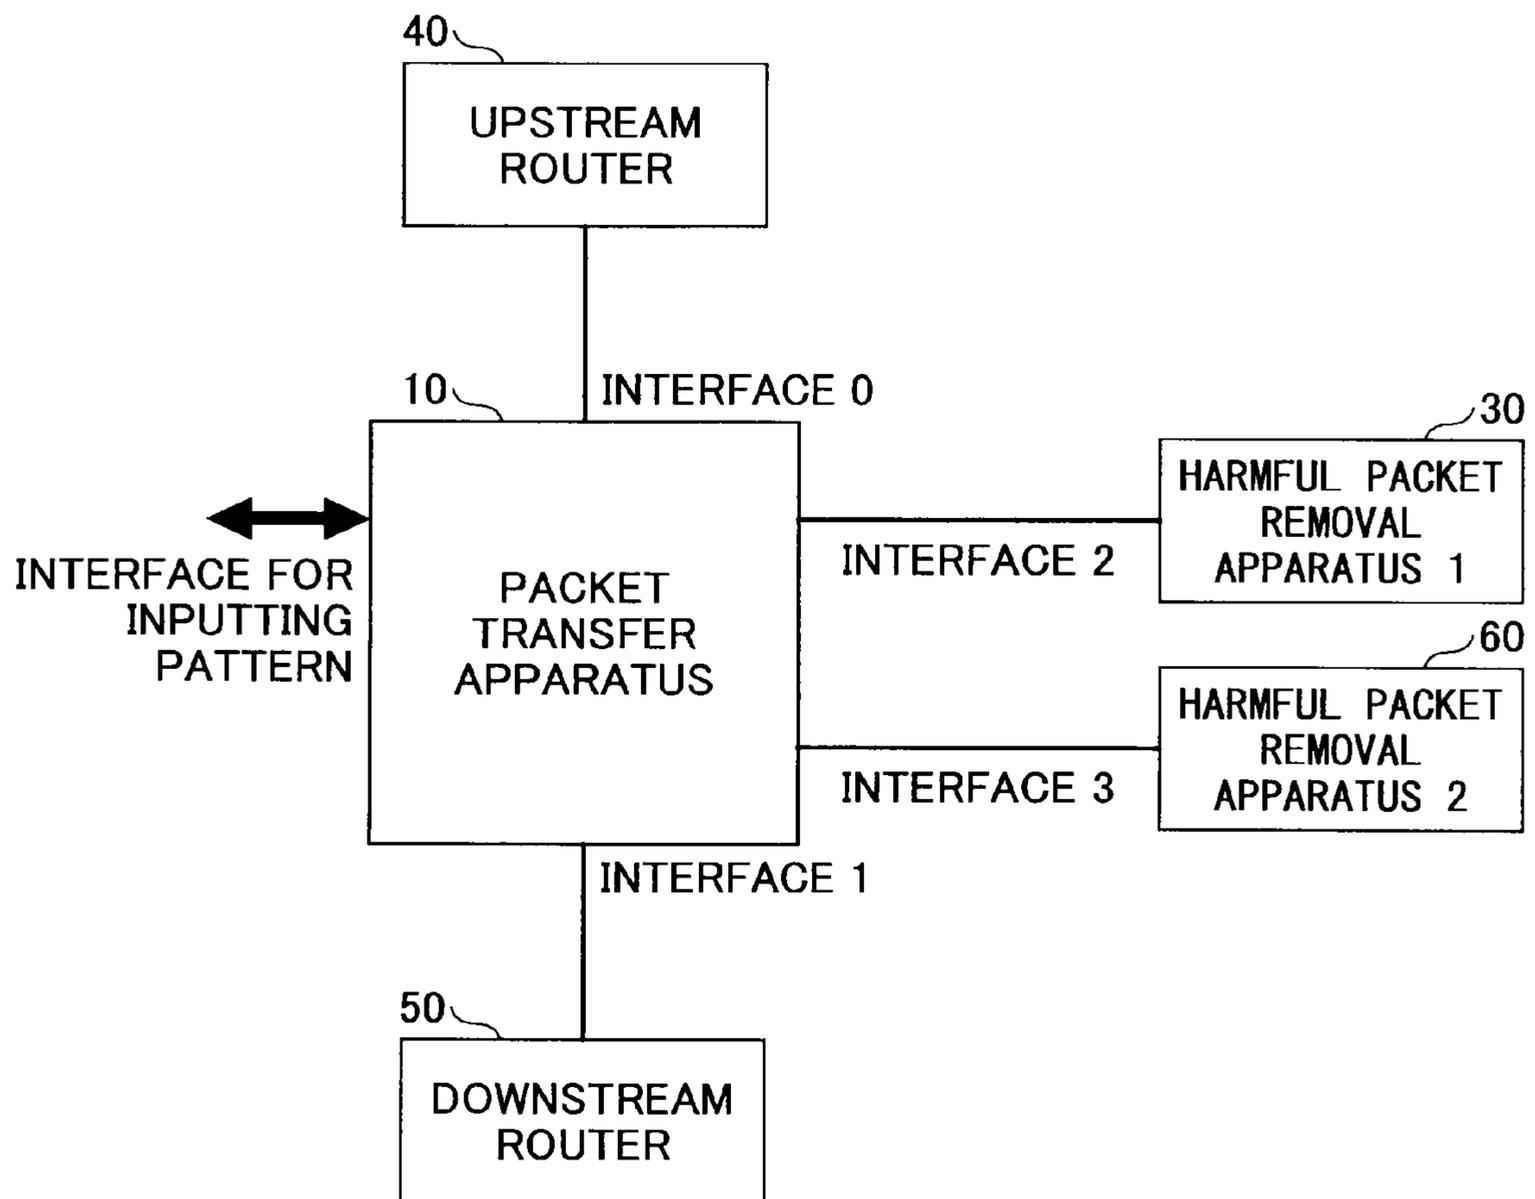 40
UPSTREAM
ROUTER
10
INTERFACE 0
30
HARMFUL PACKET
REMOVAL
APPARATUS 1
INTERFACE 2
INTERFACE FOR
INPUTTING
PATTERN
PACKET
TRANSFER
APPARATUS
60
HARMFUL PACKET
REMOVAL
APPARATUS 2
INTERFACE 3
INTERFACE 1
50
DOWNSTREAM
ROUTER